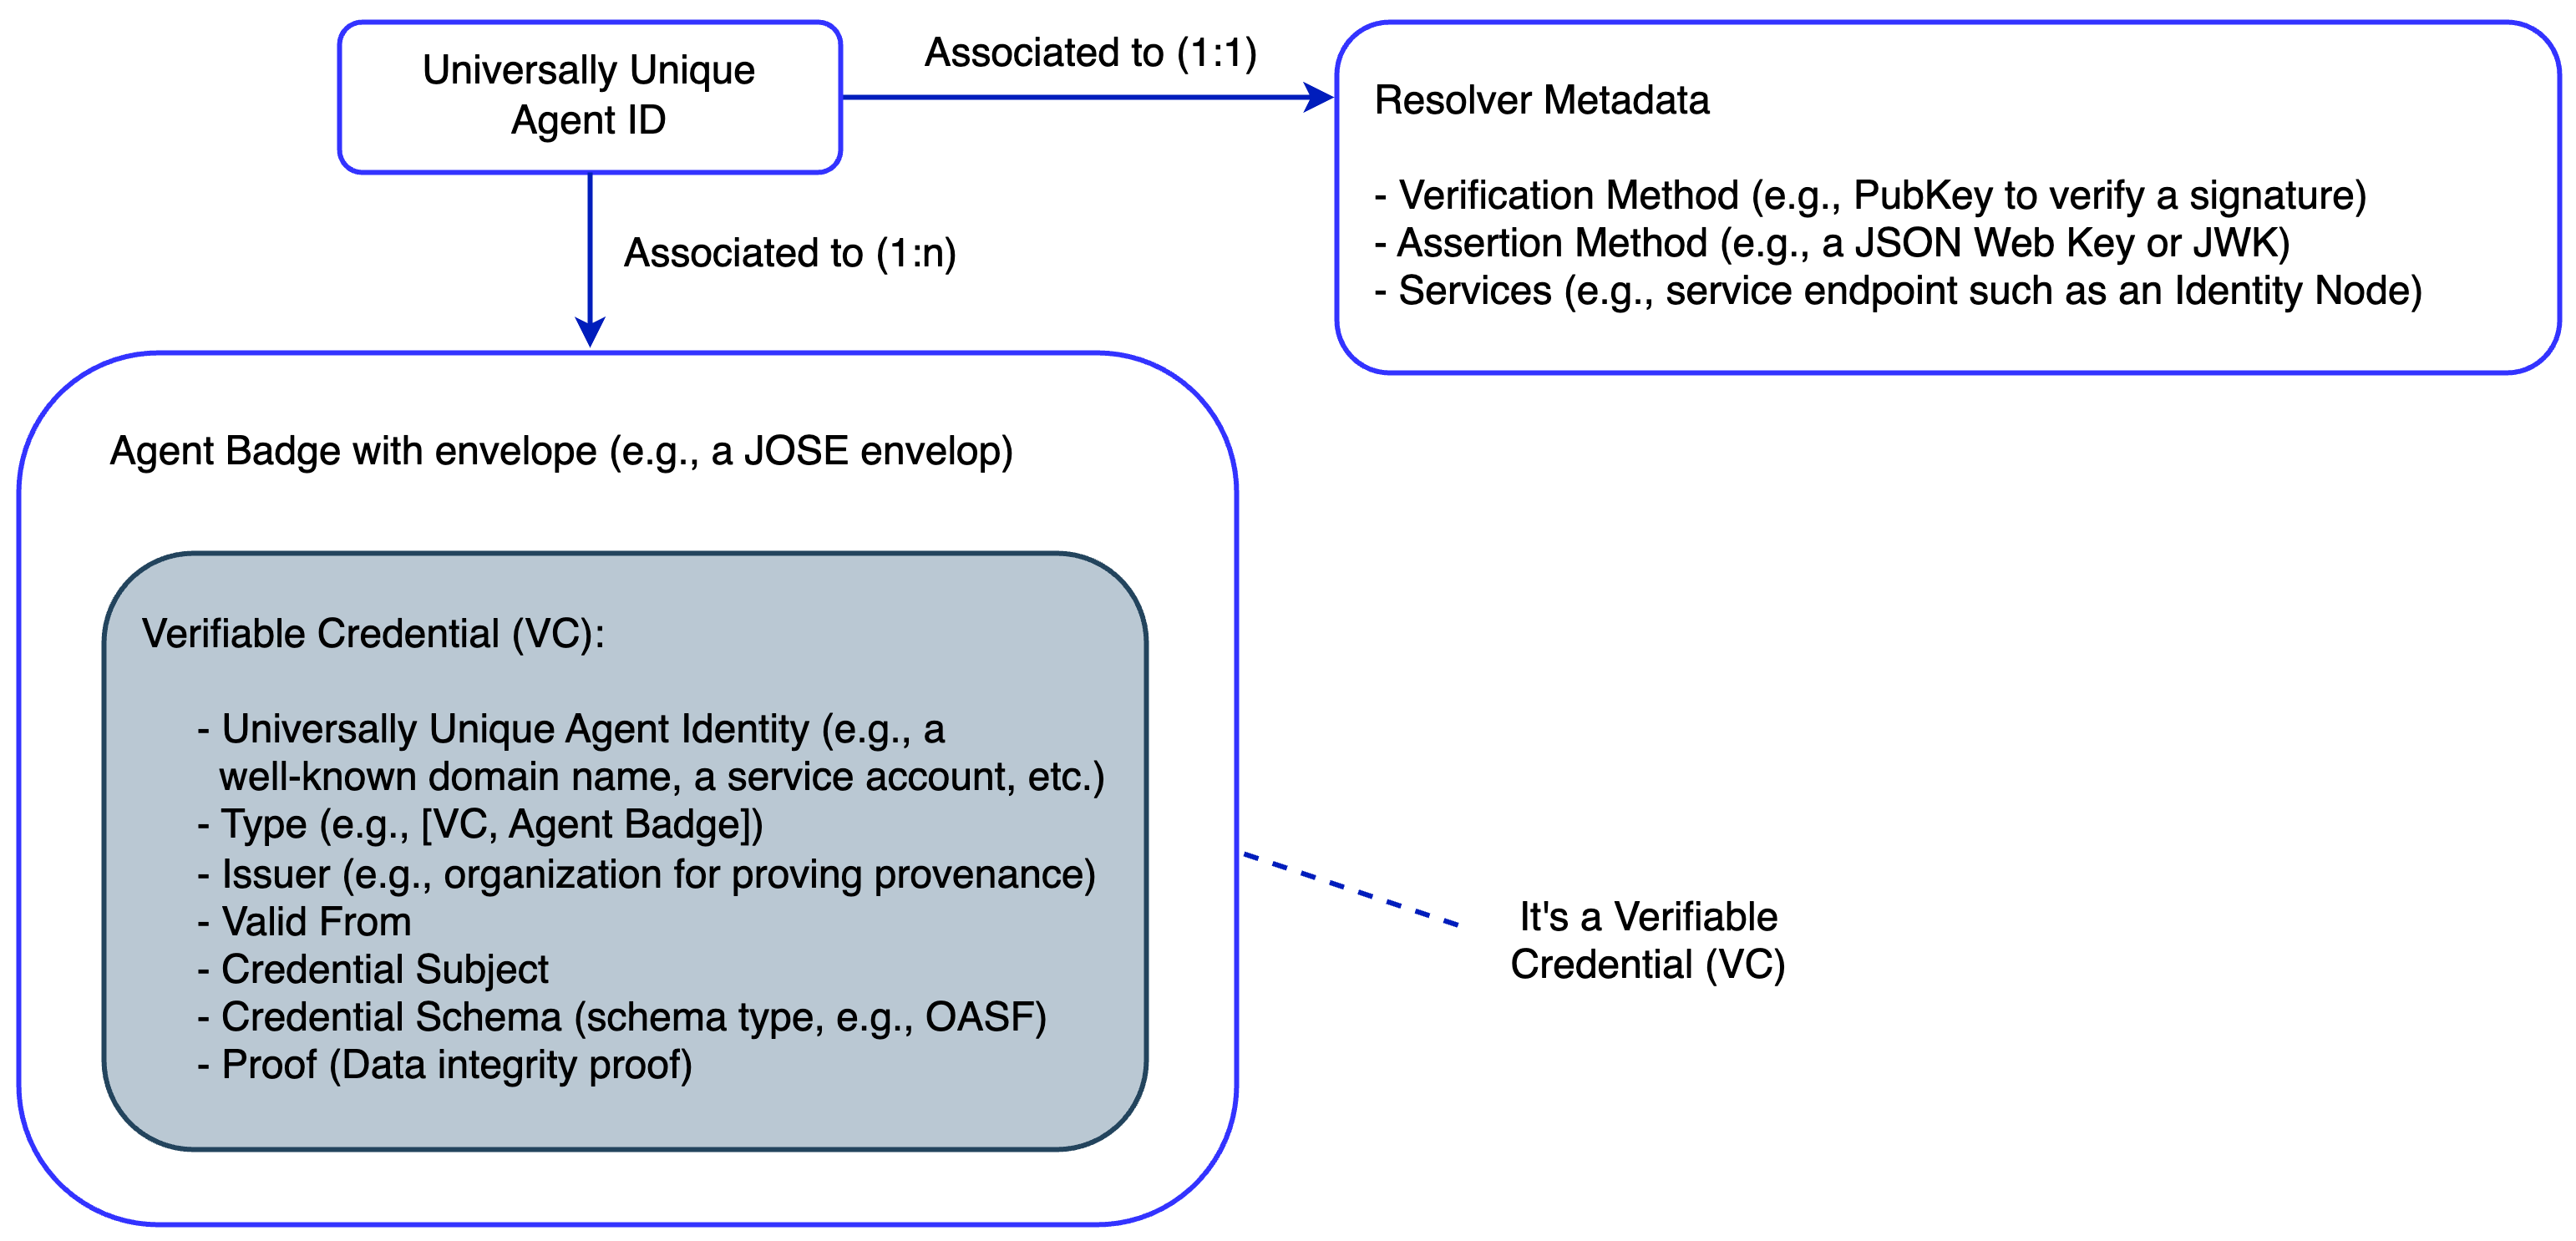 Universally Unique
Agent ID
Associated to (1:1)
Resolver Metadata
- Verification Method (e.g., PubKey to verify a signature)
- Assertion Method (e.g., a JSON Web Key or JWK)
- Services (e.g., service endpoint such as an Identity Node)
Associated to (1:n)
Agent Badge with envelope (e.g., a JOSE envelop)
Verifiable Credential (VC):
- Universally Unique Agent Identity (e.g., a
well-known domain name, a service account, etc.)
- Type (e.g., [VC, Agent Badge])
- Issuer (e.g., organization for proving provenance)
- Valid From
- Credential Subject
- Credential Schema (schema type, e.g., OASF)
- Proof (Data integrity proof)
It's a Verifiable
Credential (VC)